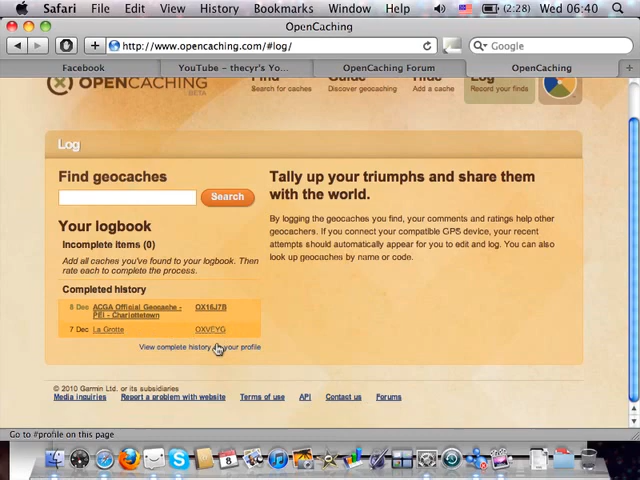 Safari File Edit View History Bookmarks Window Help (2:28) Wed 06:40
OpenCaching
http://www.opencaching.com/#log/
Google
Facebook YouTube - thecyr's Yo... OpenCaching Forum OpenCaching
OPENCACHING
BETA
Find Guide Hide Log
Search for caches Discover geocaching Add a cache Record your finds
Log
Find geocaches
Search
Your logbook
Incomplete items (0)
Add all caches you've found to your logbook. Then
rate each to complete the process.
Completed history
8 Dec ACGA Official Geocache - OX16J7B
PEI - Charlottetown
7 Dec La Grotte OXVEYG
View complete history your profile
Tally up your triumphs and share them
with the world.
By logging the geocaches you find, your comments and ratings help other
geocachers. If you connect your compatible GPS device, your recent
attempts should automatically appear for you to edit and log. You can also
look up geocaches by name or code.
© 2010 Garmin Ltd. or its subsidiaries
Media inquiries Report a problem with website Terms of use API Contact us Forums
Go to #profile on this page